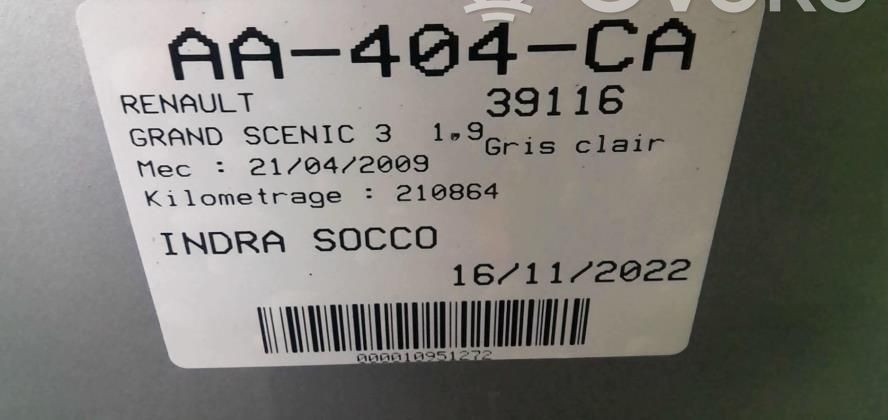 AA-404-CA
RENAULT 39116
GRAND SCENIC 3 1.9 Gris clair
Mec : 21/04/2009
Kilometrage : 210864
INDRA SOCCO
16/11/2022
000010951272